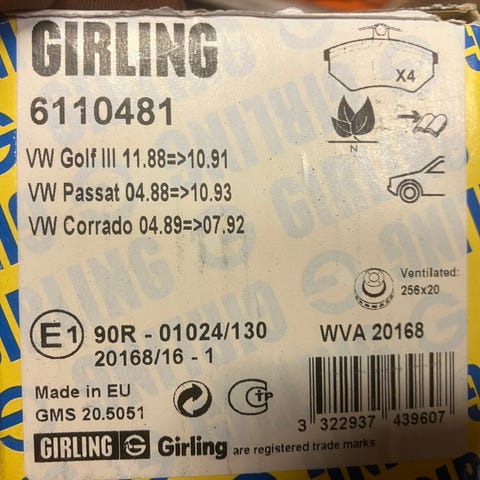 GIRLING
X4
6110481
N
VW Golf III 11.88=>10.91
VW Passat 04.88=>10.93
VW Corrado 04.89=>07.92
Ventilated:
256x20
E1 90R - 01024/130
20168/16 - 1
WVA 20168
Made in EU
GMS 20.5051
3 322937 439607
GIRLING G Girling are registered trade marks